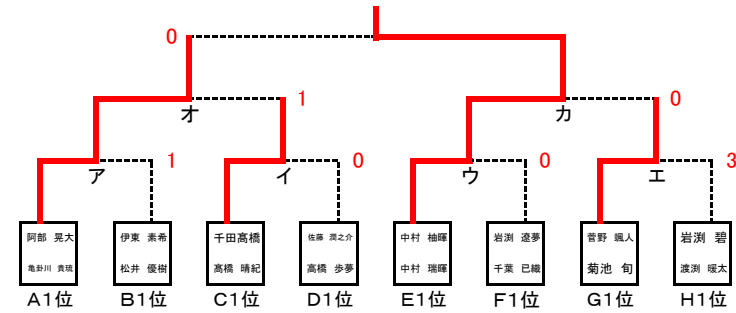 0
オ
1
カ
0
ア
1
イ
0
ウ
0
エ
3
阿部 晃大
亀卦川 貴琉
伊東 素希
松井 優樹
千田髙橋
髙橋 晴紀
佐藤 潤之介
高橋 歩夢
中村 柚暉
中村 瑞暉
岩渕 遼夢
千葉 已織
菅野 颯人
菊池 旬
岩渕 碧
渡渕 暖太
A1位
B1位
C1位
D1位
E1位
F1位
G1位
H1位